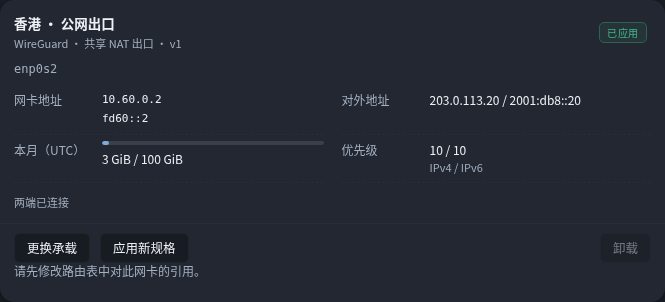 香港 · 公网出口
已应用
WireGuard · 共享 NAT 出口 · v1
enp0s2
网卡地址
10.60.0.2
fd60::2
对外地址
203.0.113.20 / 2001:db8::20
本月（UTC）
3 GiB / 100 GiB
优先级
10 / 10
IPv4 / IPv6
两端已连接
更换承载
应用新规格
卸载
请先修改路由表中对此网卡的引用。